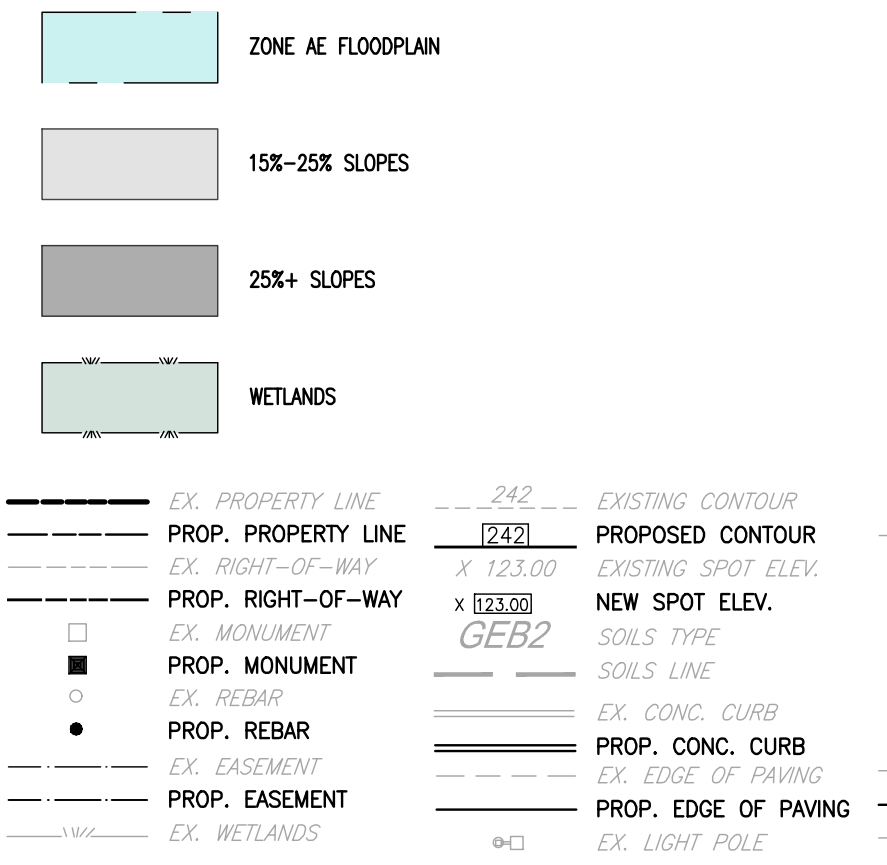 ZONE AE FLOODPLAIN
15%-25% SLOPES
25%+ SLOPES
WETLANDS
EX. PROPERTY LINE
PROP. PROPERTY LINE
EX. RIGHT-OF-WAY
PROP. RIGHT-OF-WAY
EX. MONUMENT
PROP. MONUMENT
EX. REBAR
PROP. REBAR
EX. EASEMENT
PROP. EASEMENT
EX. WETLANDS
242 EXISTING CONTOUR
242 PROPOSED CONTOUR
X 123.00 EXISTING SPOT ELEV.
X 123.00 NEW SPOT ELEV.
GEB2 SOILS TYPE
SOILS LINE
EX. CONC. CURB
PROP. CONC. CURB
EX. EDGE OF PAVING
PROP. EDGE OF PAVING
EX. LIGHT POLE